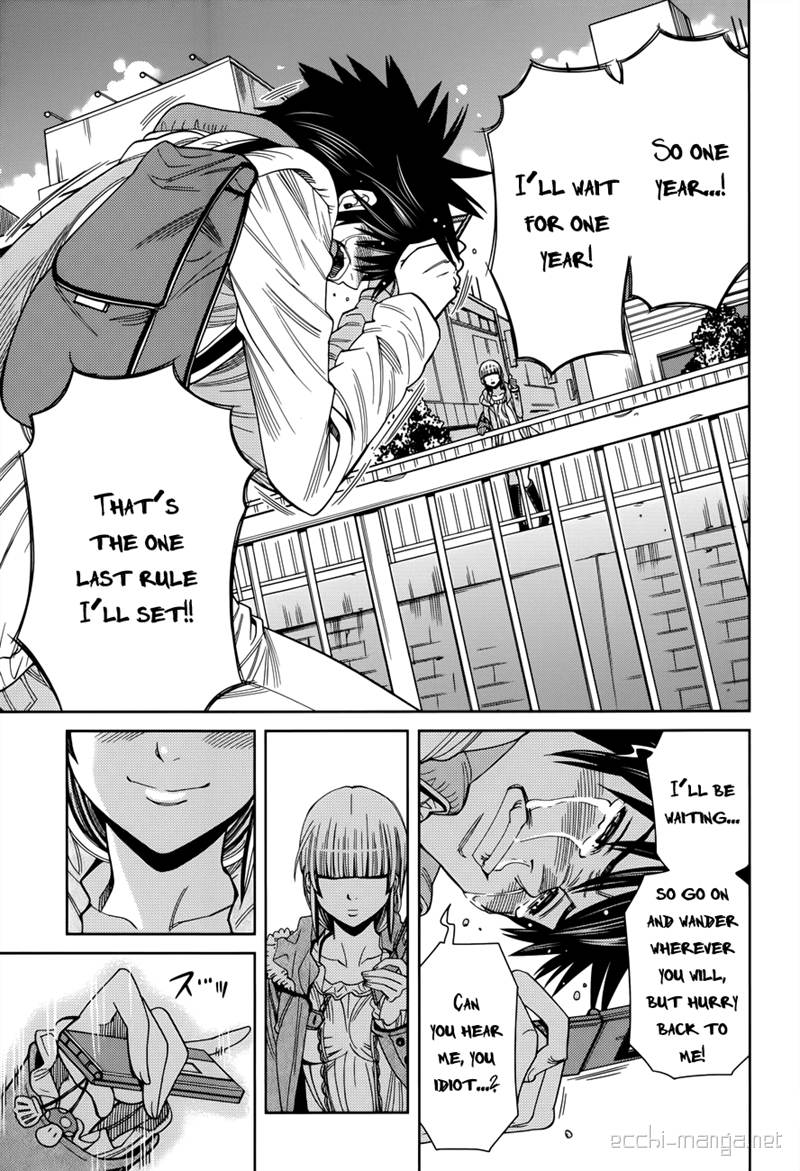 SO ONE
YEAR...!
I'LL WAIT
FOR ONE
YEAR!
THAT'S
THE ONE
LAST RULE
I'LL SET!!
I'LL BE
WAITING...
SO GO ON
AND WANDER
WHEREVER
YOU WILL,
BUT HURRY
BACK TO
ME!
CAN
YOU HEAR
ME, YOU
IDIOT...?
ズッ
ecchi-manga.net